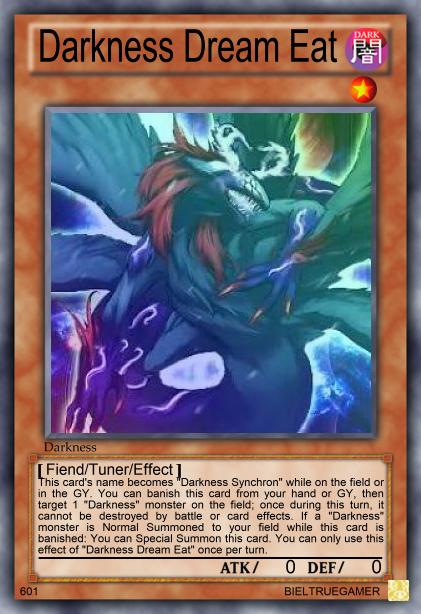 Darkness Dream Eat
DARK
闇
Darkness
[ Fiend/Tuner/Effect ]
This card's name becomes "Darkness Synchron" while on the field or
in the GY. You can banish this card from your hand or GY, then
target 1 "Darkness" monster on the field; once during this turn, it
cannot be destroyed by battle or card effects. If a "Darkness"
monster is Normal Summoned to your field while this card is
banished: You can Special Summon this card. You can only use this
effect of "Darkness Dream Eat" once per turn.
ATK/ 0 DEF/ 0
601 BIELTRUEGAMER